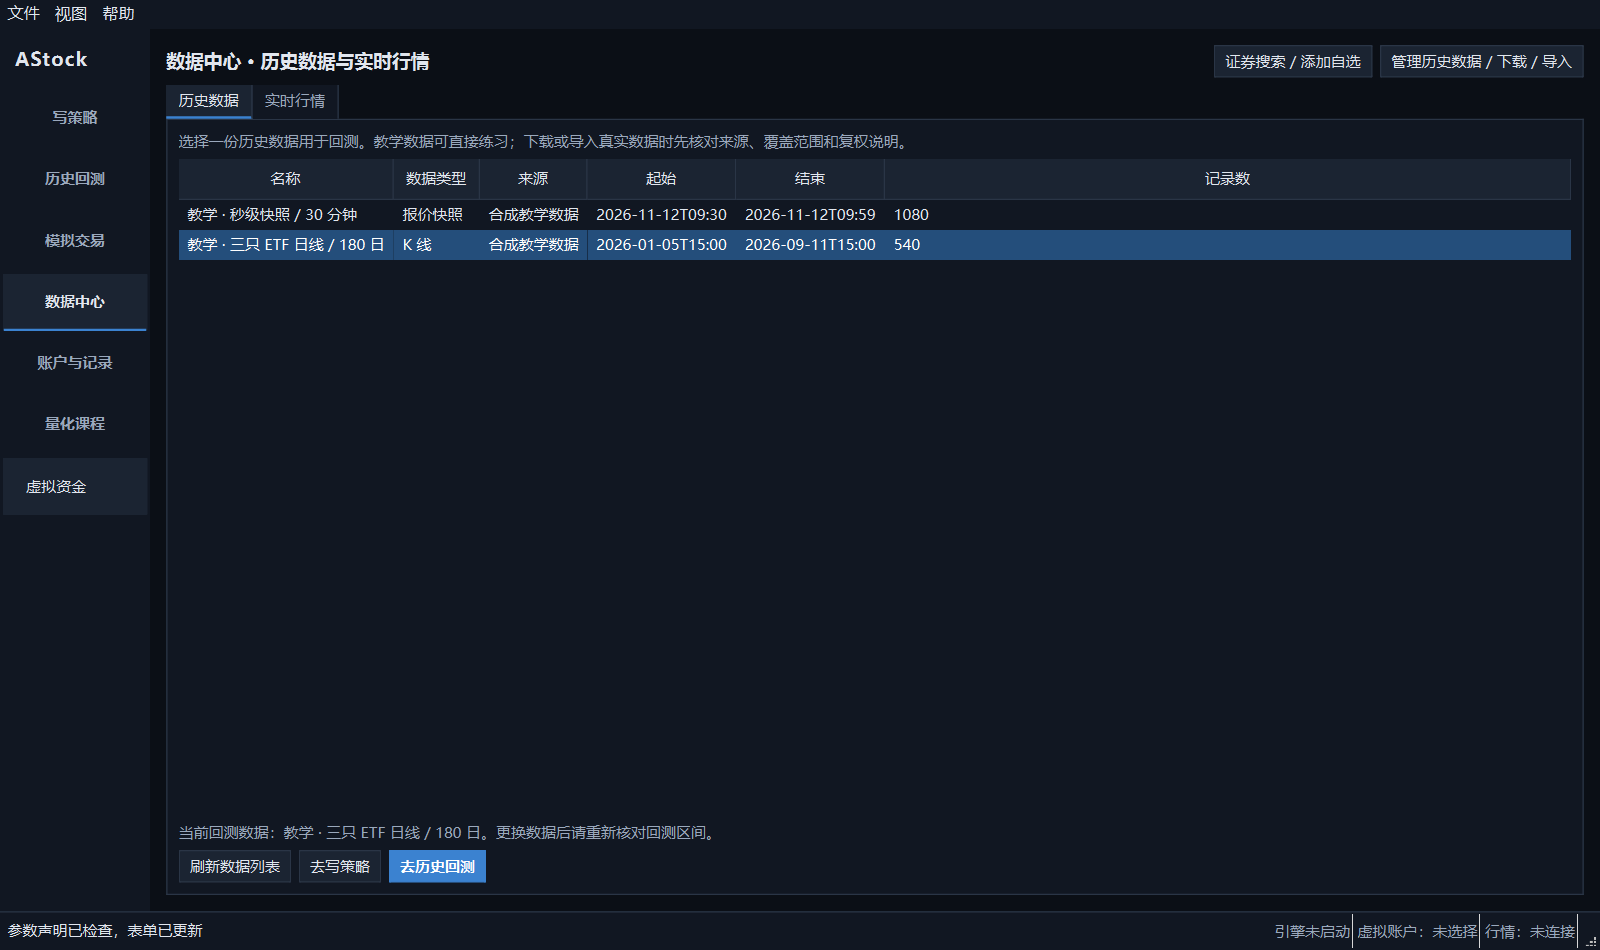 文件 视图 帮助
AStock
写策略
历史回测
模拟交易
数据中心
账户与记录
量化课程
虚拟资金
数据中心 • 历史数据与实时行情
证券搜索 / 添加自选 管理历史数据 / 下载 / 导入
历史数据 实时行情
选择一份历史数据用于回测。教学数据可直接练习；下载或导入真实数据时先核对来源、覆盖范围和复权说明。
名称 数据类型 来源 起始 结束 记录数
教学 · 秒级快照 / 30 分钟 报价快照 合成教学数据 2026-11-12T09:30 2026-11-12T09:59 1080
教学 · 三只 ETF 日线 / 180 日 K 线 合成教学数据 2026-01-05T15:00 2026-09-11T15:00 540
当前回测数据：教学 · 三只 ETF 日线 / 180 日。更换数据后请重新核对回测区间。
刷新数据列表 去写策略 去历史回测
参数声明已检查，表单已更新
引擎未启动 虚拟账户：未选择 行情：未连接